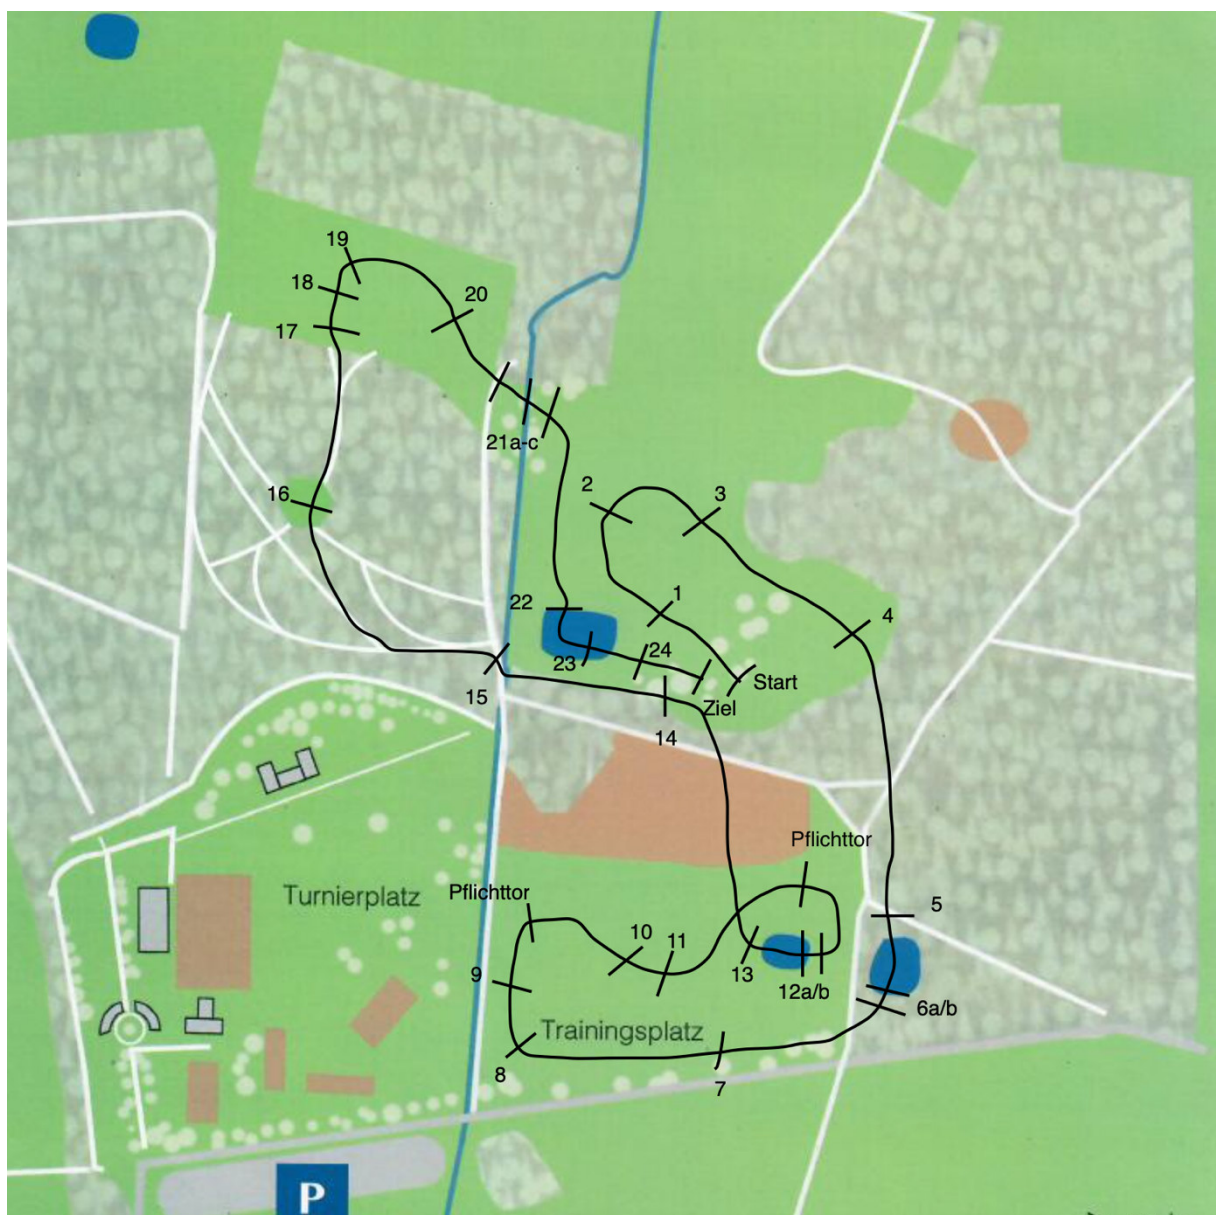 19
18
20
17
21a-c
16
2
3
1
4
22
23
24
Start
15
Ziel
14
Pflichttor
Turnierplatz
Pflichttor
5
10
11
9
13
12a/b
6a/b
Trainingsplatz
8
7
P